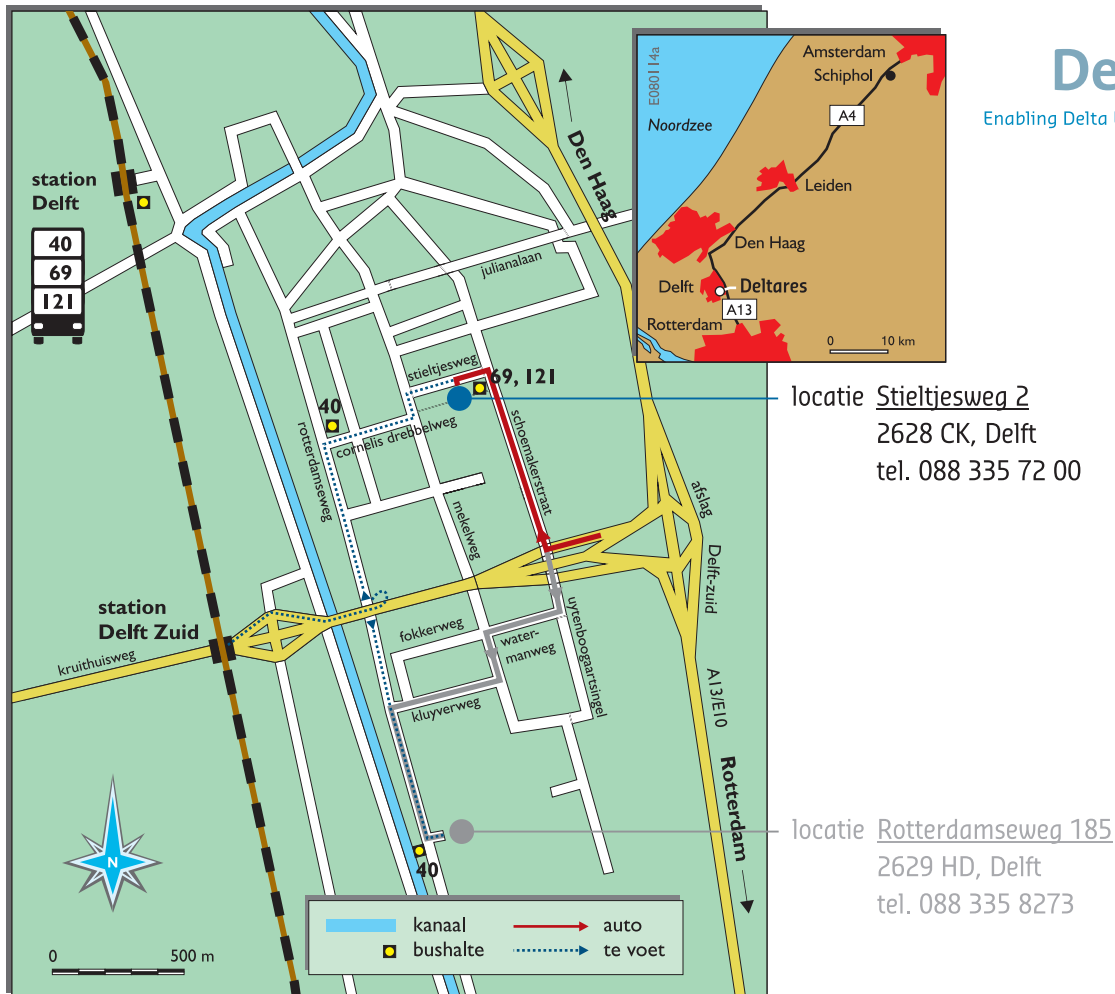 station
Delft
40
69
121
Den Haag
julianalaan
stieltjesweg
69, 121
40
cornelis drebbelweg
rotterdamseweg
schoemakerstraat
mekelweg
afslag
Delft-zuid
station
Delft Zuid
kruithuisweg
fokkerweg
water-
manweg
uytenboogaartsingel
kluyverweg
A13/E10
Rotterdam
40
N
0 500 m
kanaal
bushalte
auto
te voet
E080114a
Noordzee
Amsterdam
Schiphol
A4
Leiden
Den Haag
Delft
Deltares
A13
Rotterdam
0 10 km
De
Enabling Delta
locatie Stieltjesweg 2
2628 CK, Delft
tel. 088 335 72 00
locatie Rotterdamseweg 185
2629 HD, Delft
tel. 088 335 8273